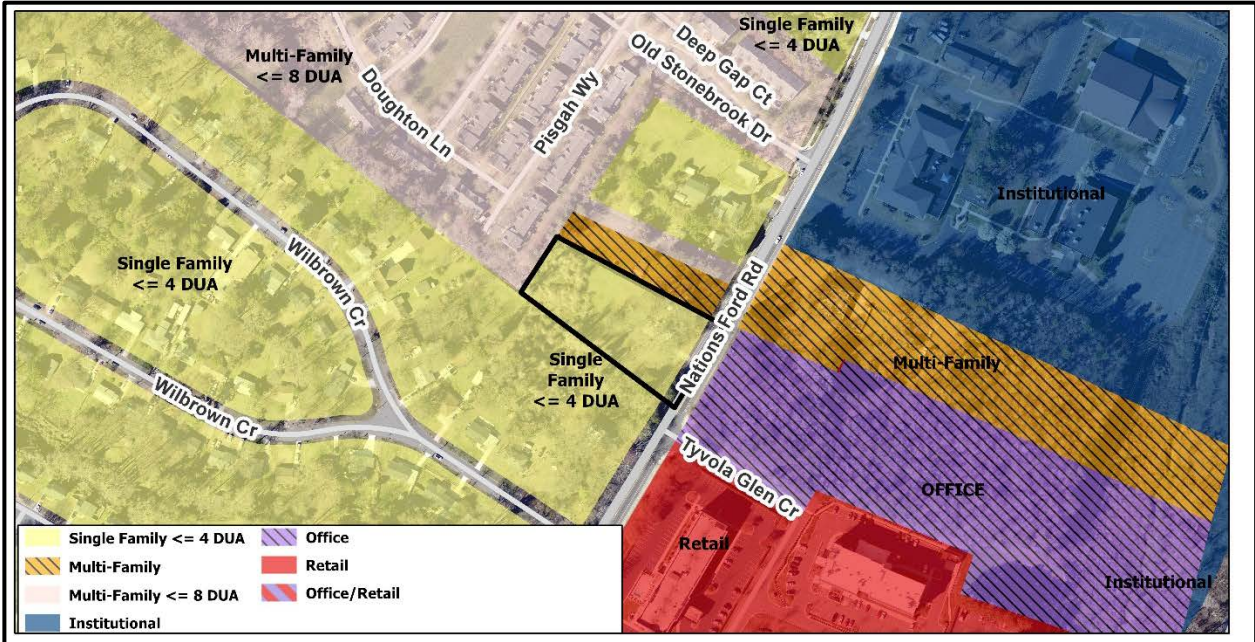 Single Family
<= 4 DUA
Multi-Family
<= 8 DUA
Deep Gap Ct
Old Stonebrook Dr
Pisgah Wy
Doughton Ln
Institutional
Wilbrown Cr
Single Family
<= 4 DUA
Nations Ford Rd
Single
Family
<= 4 DUA
Multi-Family
Wilbrown Cr
Tyvola Glen Cr
OFFICE
Retail
Institutional
Single Family <= 4 DUA
Office
Multi-Family
Retail
Multi-Family <= 8 DUA
Office/Retail
Institutional